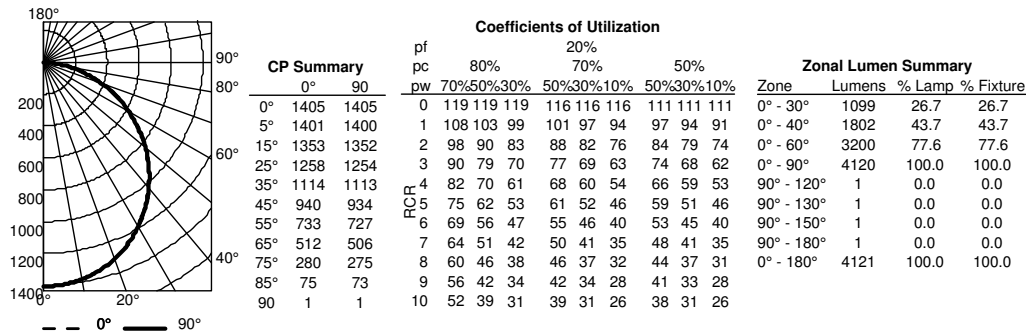 180°
90°
80°
60°
40°
20°
0°
200
400
600
800
1000
1200
1400
0° 90°
CP Summary
0° 90
0° 1405 1405
5° 1401 1400
15° 1353 1352
25° 1258 1254
35° 1114 1113
45° 940 934
55° 733 727
65° 512 506
75° 280 275
85° 75 73
90 1 1
Coefficients of Utilization
pf 20%
pc 80% 70% 50%
pw 70%50%30% 50%30%10% 50%30%10%
RCR
0 119 119 119 116 116 116 111 111 111
1 108 103 99 101 97 94 97 94 91
2 98 90 83 88 82 76 84 79 74
3 90 79 70 77 69 63 74 68 62
4 82 70 61 68 60 54 66 59 53
5 75 62 53 61 52 46 59 51 46
6 69 56 47 55 46 40 53 45 40
7 64 51 42 50 41 35 48 41 35
8 60 46 38 46 37 32 44 37 31
9 56 42 34 42 34 28 41 33 28
10 52 39 31 39 31 26 38 31 26
Zonal Lumen Summary
Zone Lumens % Lamp % Fixture
0° - 30° 1099 26.7 26.7
0° - 40° 1802 43.7 43.7
0° - 60° 3200 77.6 77.6
0° - 90° 4120 100.0 100.0
90° - 120° 1 0.0 0.0
90° - 130° 1 0.0 0.0
90° - 150° 1 0.0 0.0
90° - 180° 1 0.0 0.0
0° - 180° 4121 100.0 100.0